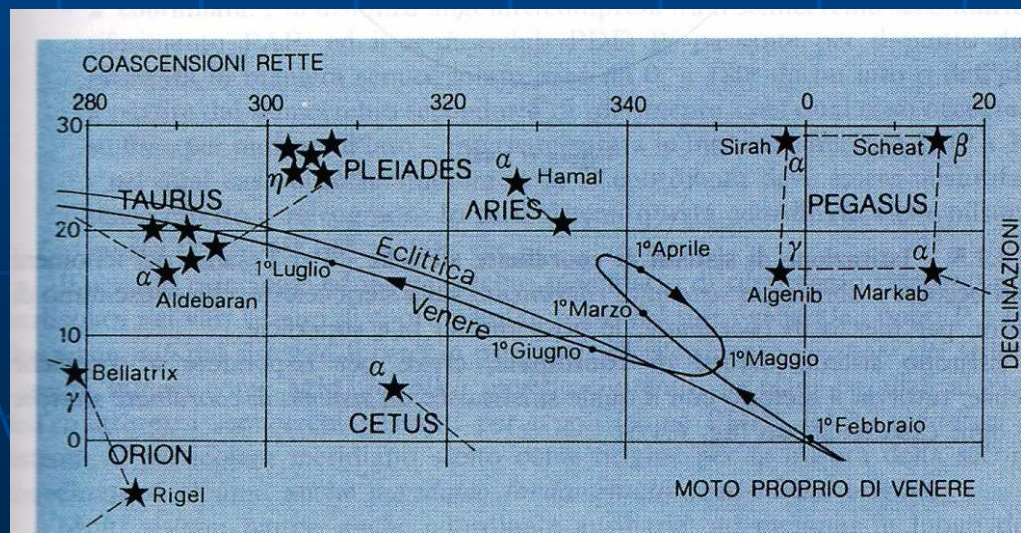 COASCENSIONI RETTE
280 300 320 340 0 20
30
20
10
0
DECLINAZIONI
TAURUS
η PLEIADES
α Hamal
ARIES
Sirah α
Scheat β
PEGASUS
γ Algenib
α Markab
α Aldebaran
1°Luglio
Eclittica
Venere
1°Aprile
1°Marzo
1°Giugno
1°Maggio
1°Febbraio
Bellatrix
γ
α
CETUS
ORION
Rigel
MOTO PROPRIO DI VENERE